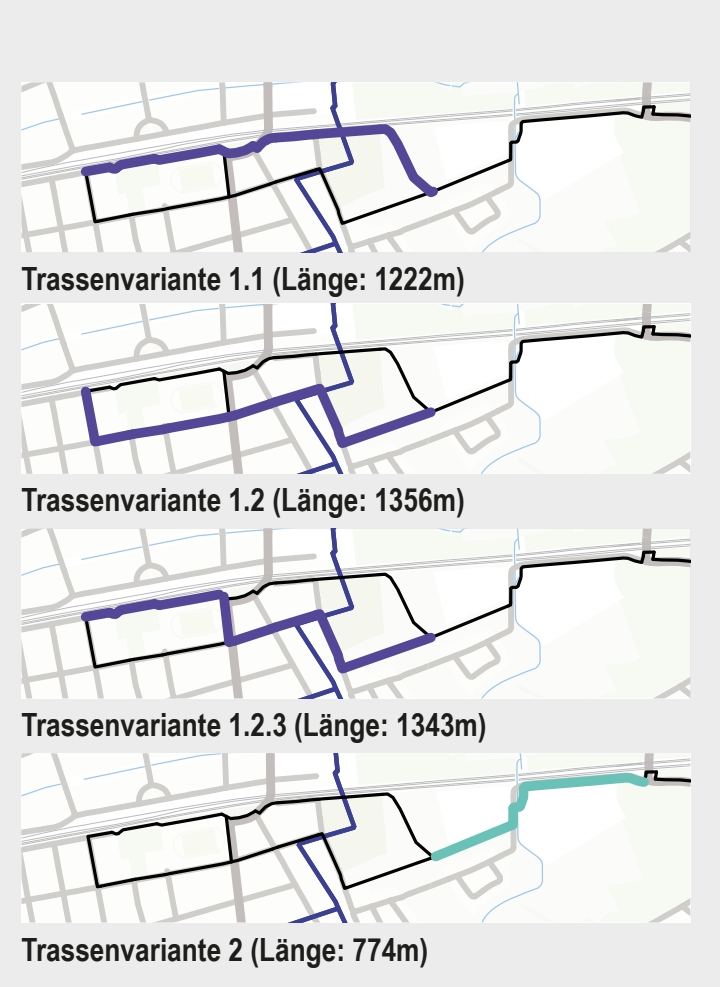 Trassenvariante 1.1 (Länge: 1222m)
Trassenvariante 1.2 (Länge: 1356m)
Trassenvariante 1.2.3 (Länge: 1343m)
Trassenvariante 2 (Länge: 774m)